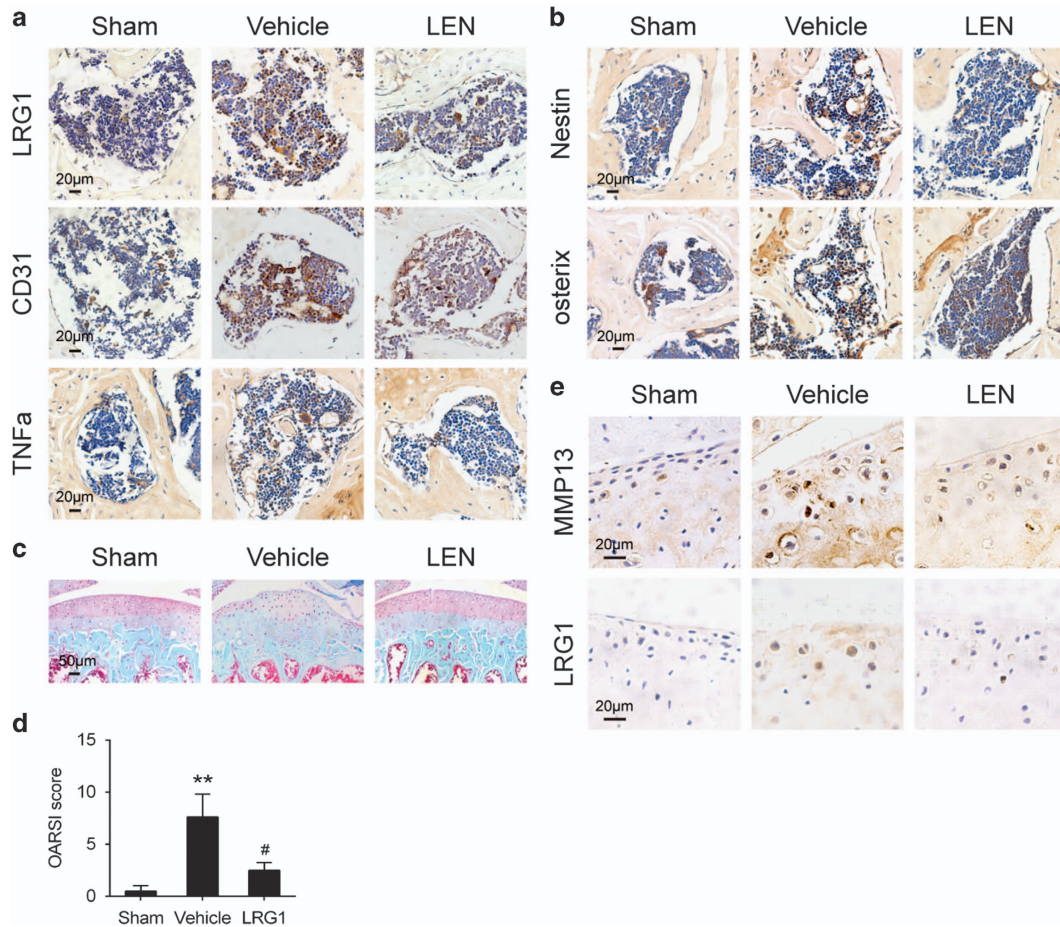 a
Sham Vehicle LEN
LRG1
20μm
CD31
20μm
TNFa
20μm
b
Sham Vehicle LEN
Nestin
20μm
osterix
20μm
c
Sham Vehicle LEN
50μm
d
OARSI score
15
10
5
0
**
#
Sham Vehicle LRG1
e
Sham Vehicle LEN
MMP13
20μm
LRG1
20μm